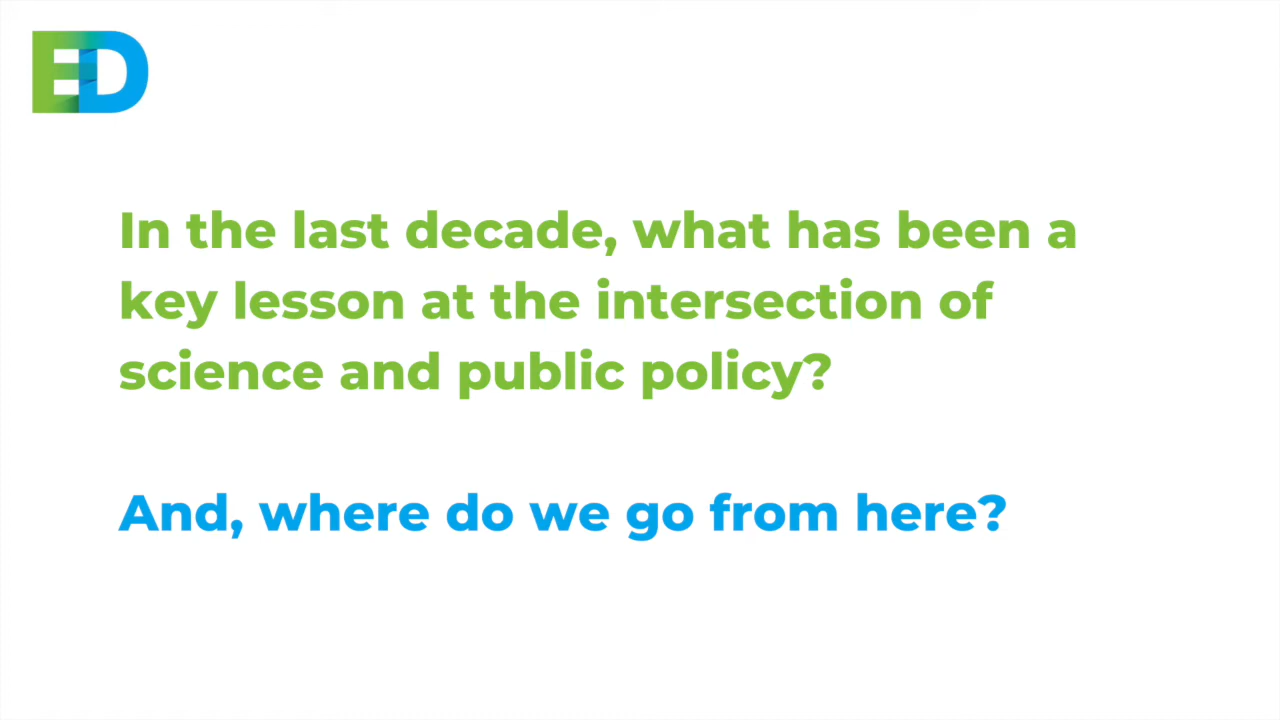 ED
In the last decade, what has been a
key lesson at the intersection of
science and public policy?
And, where do we go from here?